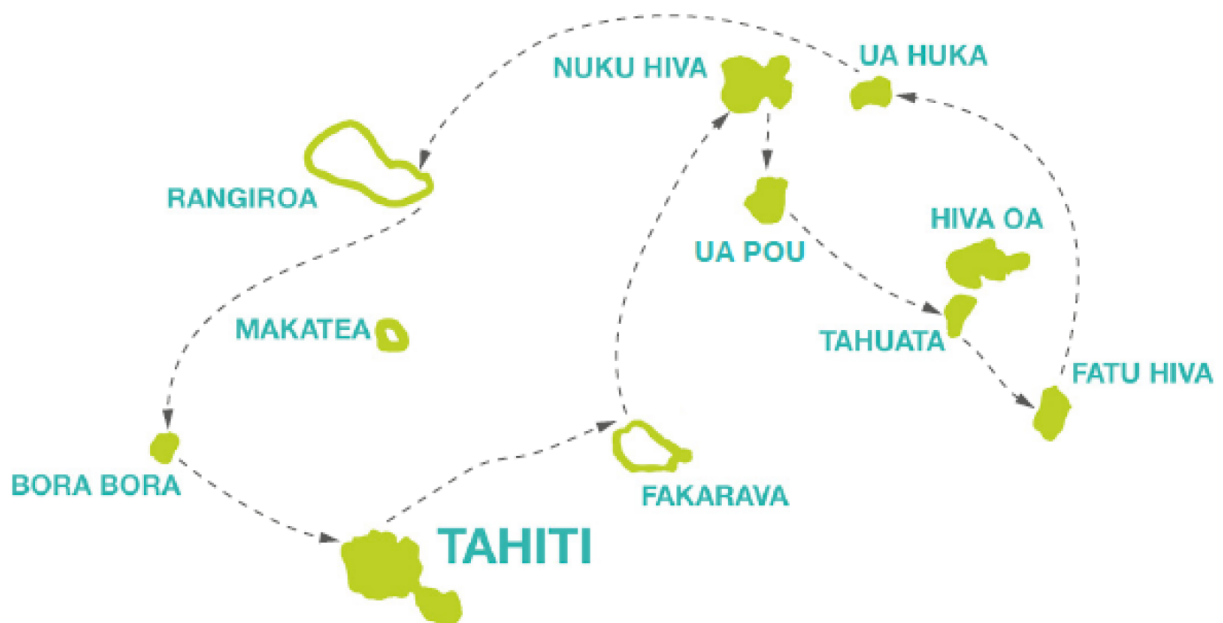 UA HUKA
NUKU HIVA
RANGIROA
HIVA OA
UA POU
MAKATEA
TAHUATA
FATU HIVA
BORA BORA
FAKARAVA
TAHITI